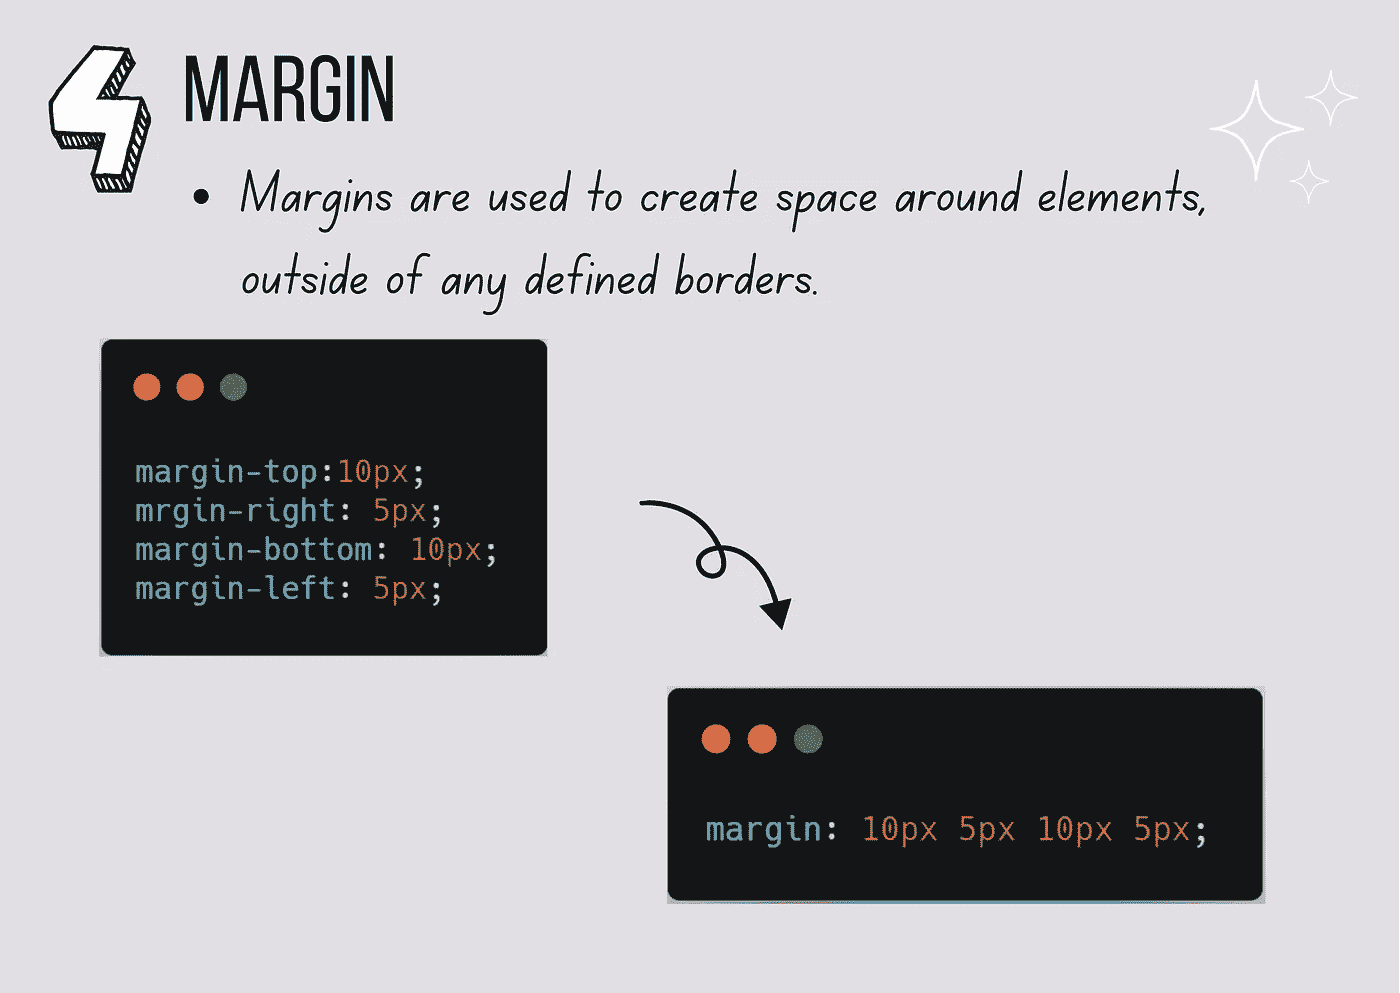 4
MARGIN
• Margins are used to create space around elements,
outside of any defined borders.
margin-top:10px;
mrgin-right: 5px;
margin-bottom: 10px;
margin-left: 5px;
margin: 10px 5px 10px 5px;